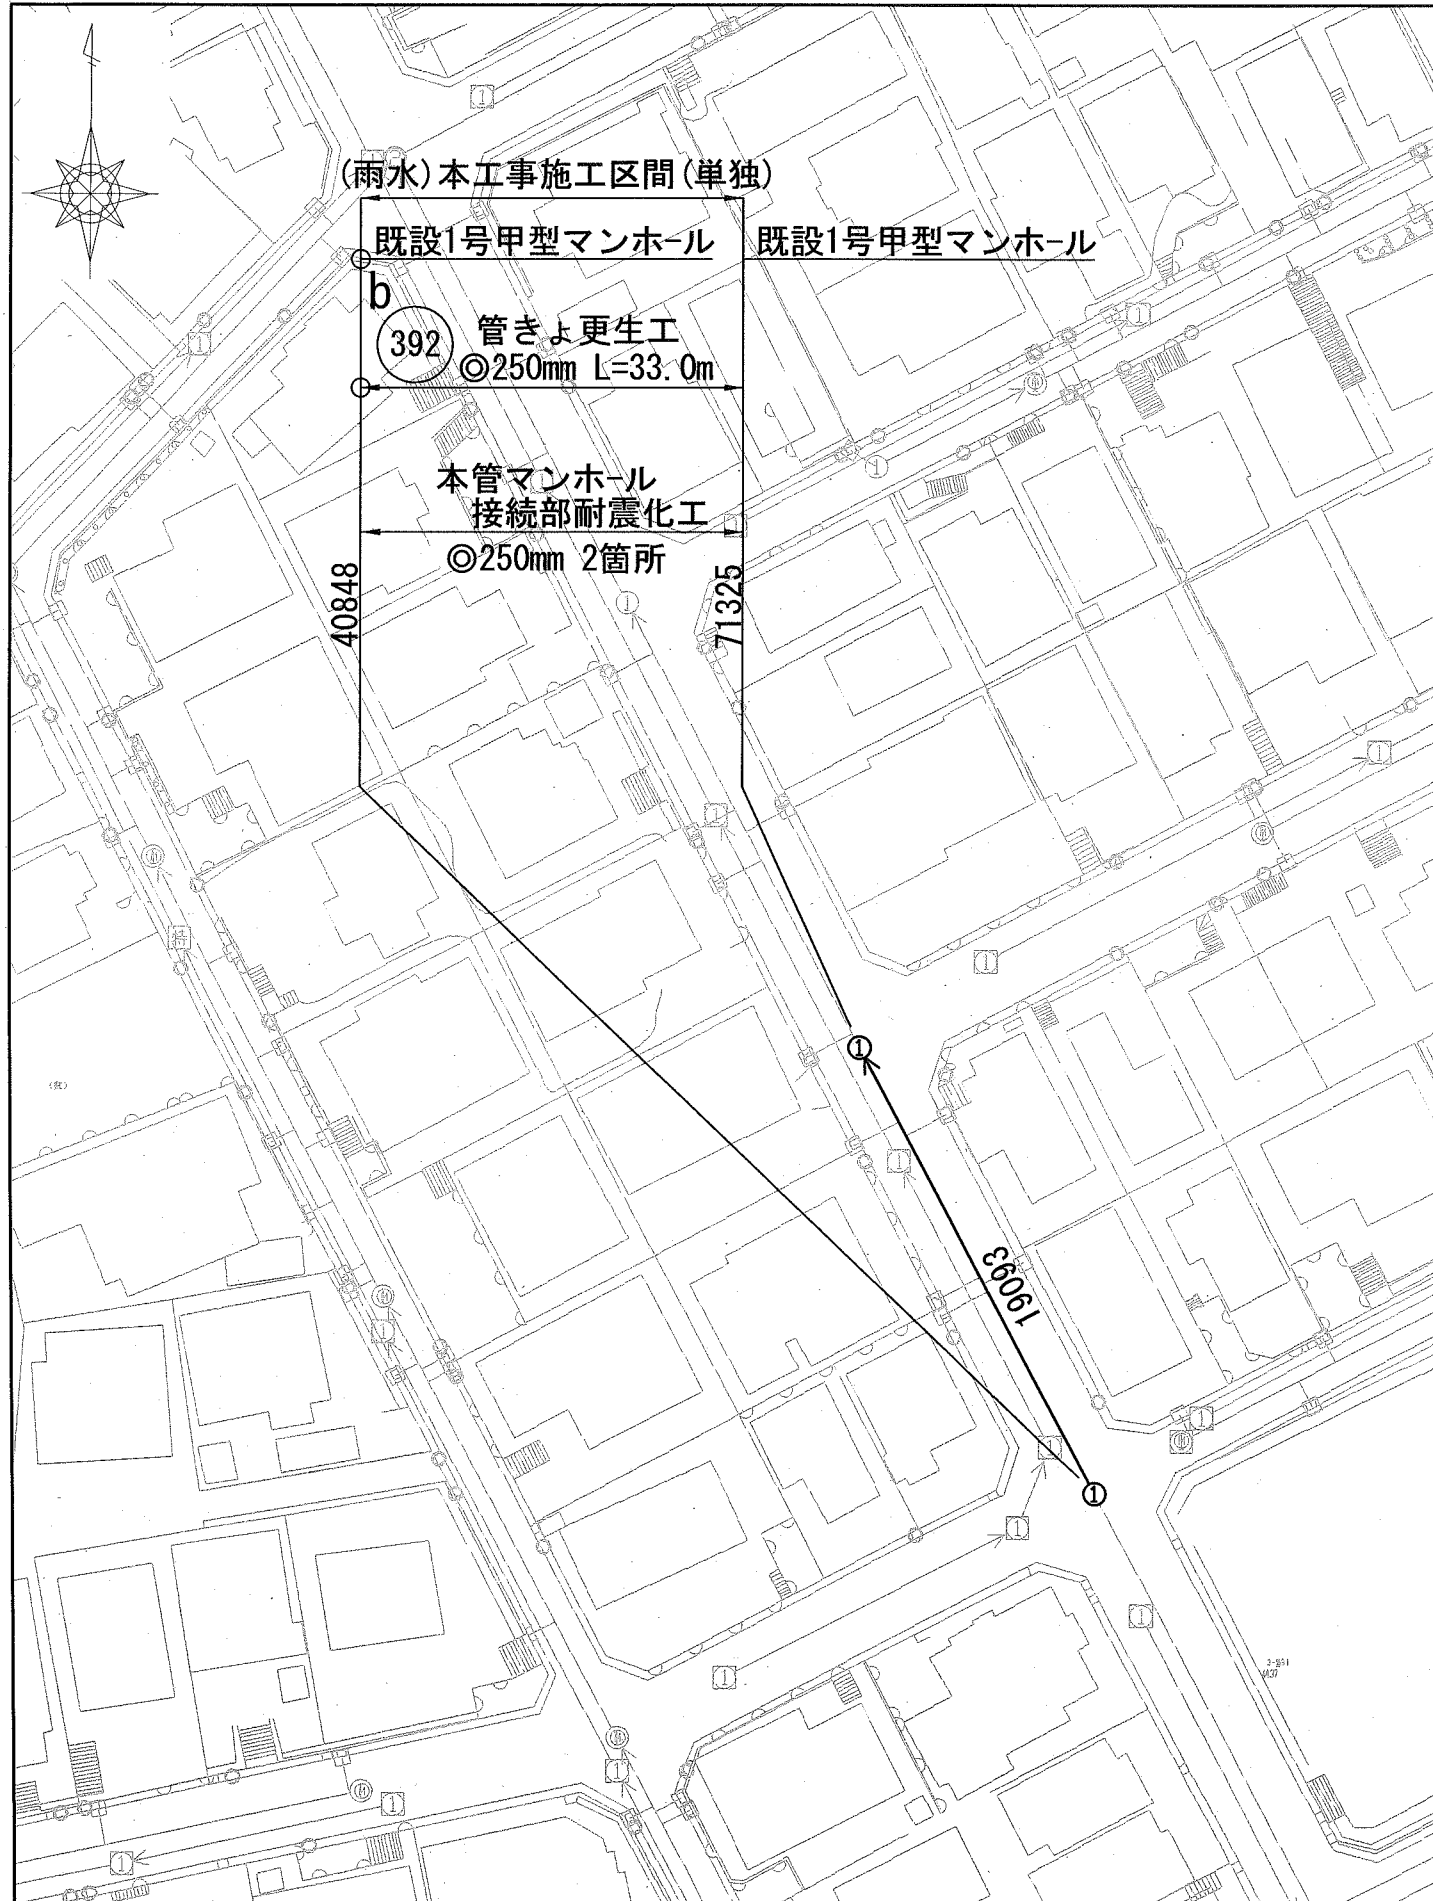 (雨水)本工事施工区間(単独)
既設1号甲型マンホール
既設1号甲型マンホール
b
392
管きょ更生工
◎250mm L=33.0m
本管マンホール
接続部耐震化工
◎250mm 2箇所
40848
71325
①
19093
①